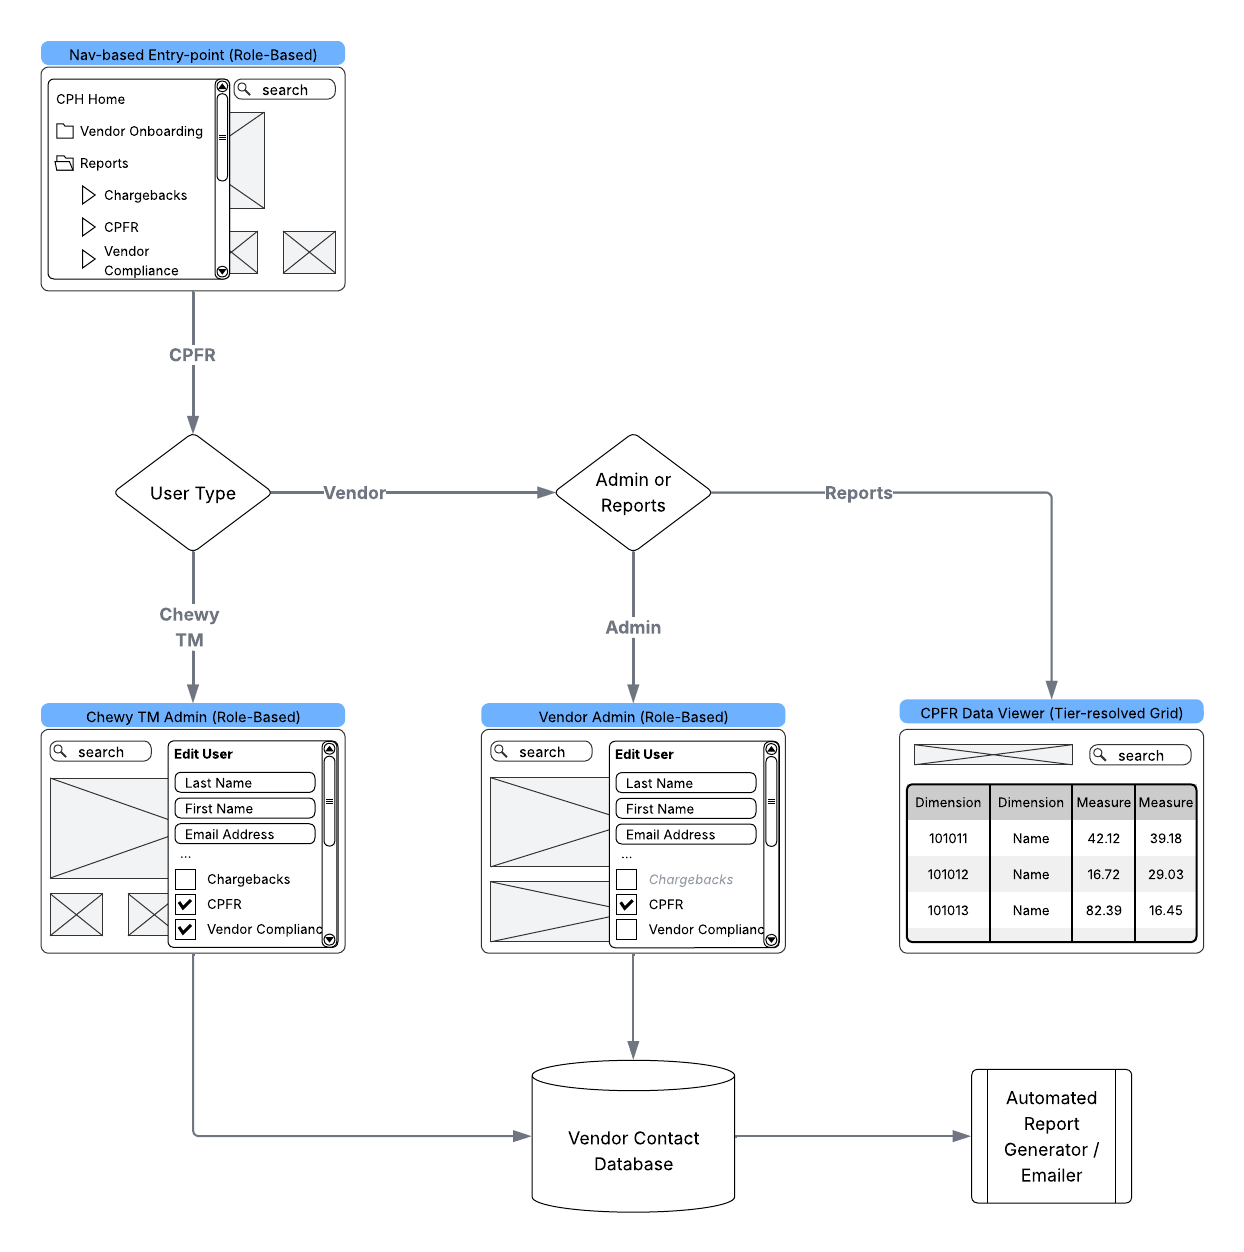 Nav-based Entry-point (Role-Based)
CPH Home
search
Vendor Onboarding
Reports
Chargebacks
CPFR
Vendor
Compliance
CPFR
User Type
Vendor
Admin or
Reports
Reports
Chewy
TM
Admin
Chewy TM Admin (Role-Based)
search
Edit User
Last Name
First Name
Email Address
...
Chargebacks
CPFR
Vendor Complianc
Vendor Admin (Role-Based)
search
Edit User
Last Name
First Name
Email Address
...
Chargebacks
CPFR
Vendor Complianc
CPFR Data Viewer (Tier-resolved Grid)
search
Dimension Dimension Measure Measure
101011 Name 42.12 39.18
101012 Name 16.72 29.03
101013 Name 82.39 16.45
Vendor Contact
Database
Automated
Report
Generator /
Emailer